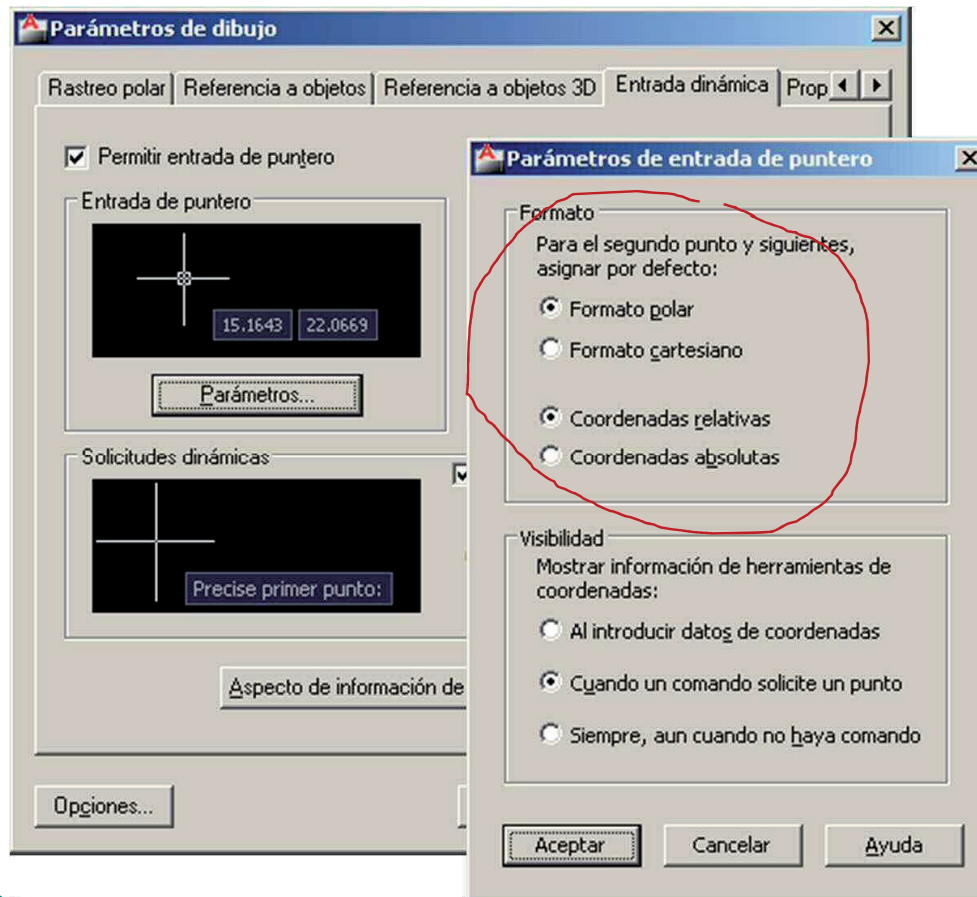 Parámetros de dibujo
Rastreo polar
Referencia a objetos
Referencia a objetos 3D
Entrada dinámica
Prop
Permitir entrada de puntero
Entrada de puntero
15.1643 22.0669
Parámetros...
Solicitudes dinámicas
Precise primer punto:
Aspecto de información de
Opciones...
Parámetros de entrada de puntero
Formato
Para el segundo punto y siguientes,
asignar por defecto:
Formato polar
Formato cartesiano
Coordenadas relativas
Coordenadas absolutas
Visibilidad
Mostrar información de herramientas de
coordenadas:
Al introducir datos de coordenadas
Cuando un comando solicite un punto
Siempre, aun cuando no haya comando
Aceptar
Cancelar
Ayuda